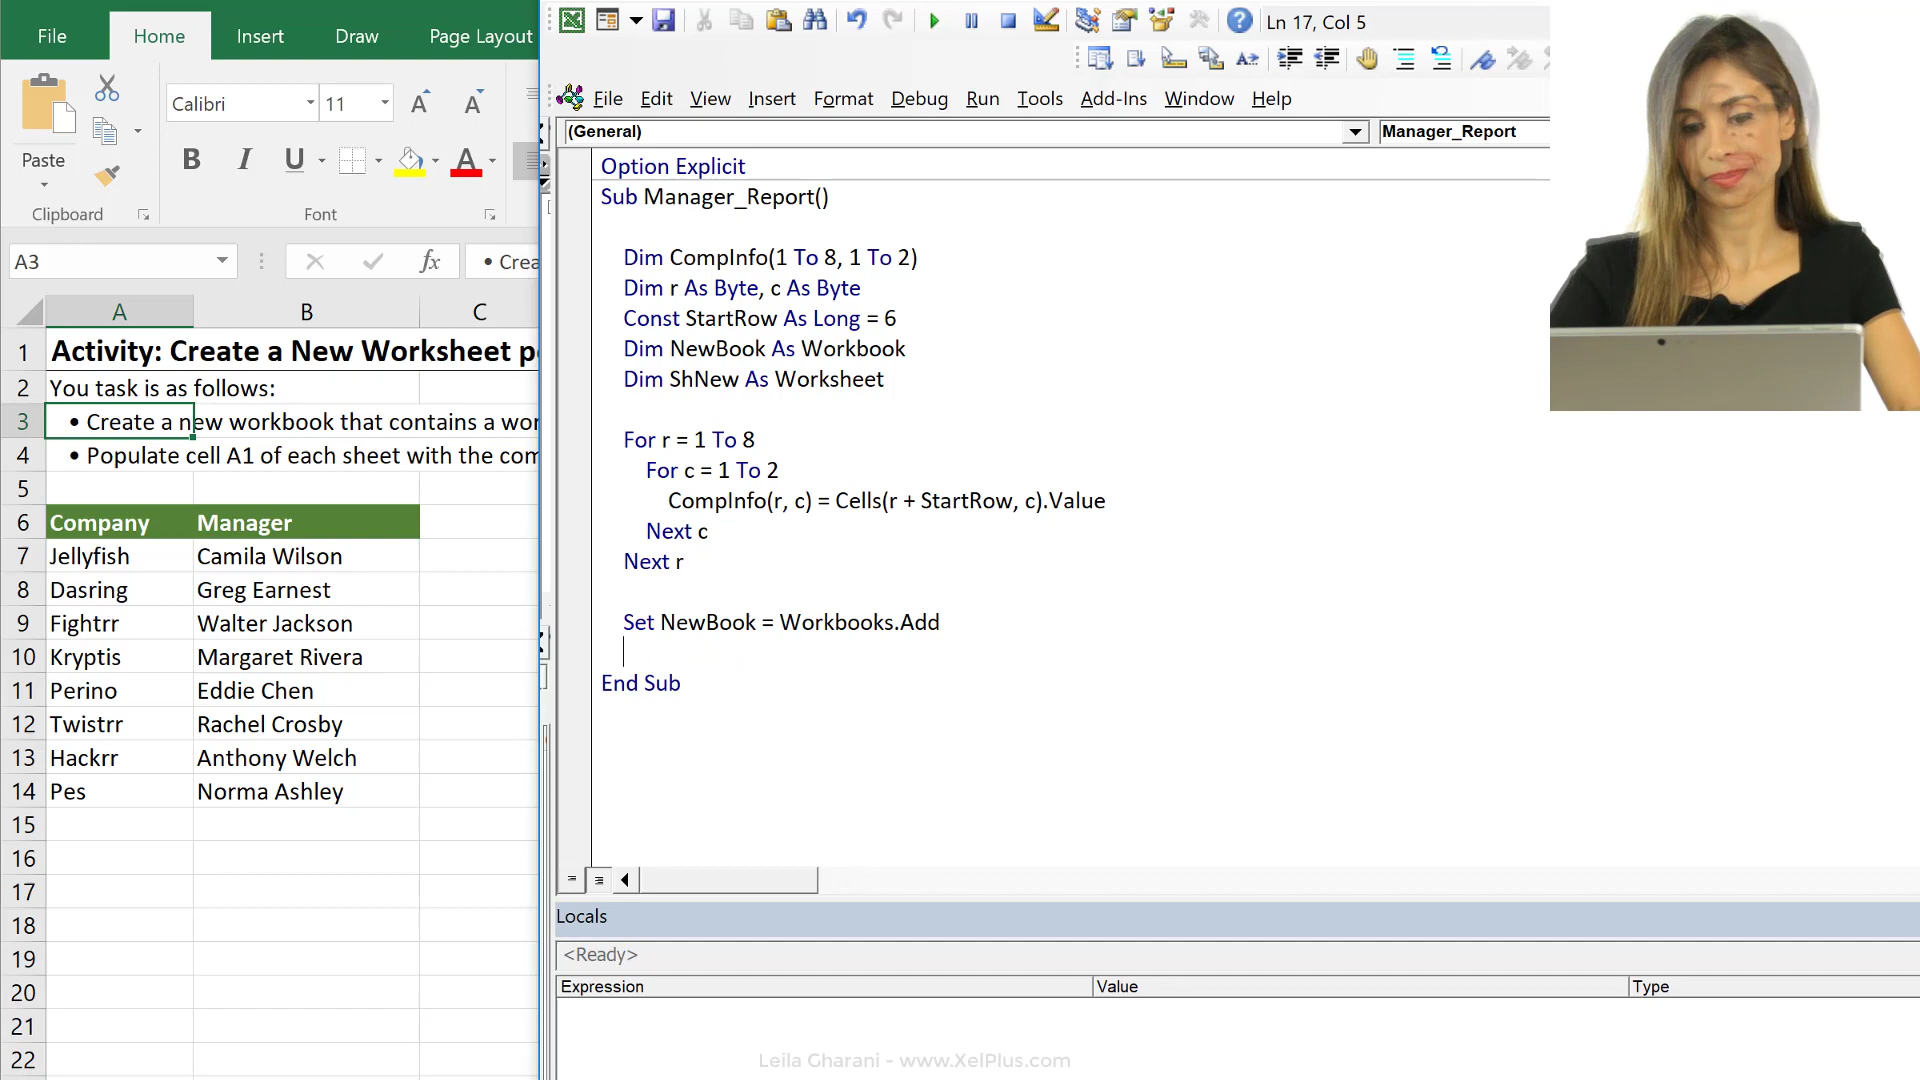 File Home Insert Draw Page Layout
Calibri 11 A A
Paste B I U A
Clipboard Font
A3 fx • Crea
A B C
1 Activity: Create a New Worksheet p
2 You task is as follows:
3 • Create a new workbook that contains a wor
4 • Populate cell A1 of each sheet with the com
5
6 Company Manager
7 Jellyfish Camila Wilson
8 Dasring Greg Earnest
9 Fightrr Walter Jackson
10 Kryptis Margaret Rivera
11 Perino Eddie Chen
12 Twistrr Rachel Crosby
13 Hackrr Anthony Welch
14 Pes Norma Ashley
15
16
17
18
19
20
21
22
Ln 17, Col 5
File Edit View Insert Format Debug Run Tools Add-Ins Window Help
(General) Manager_Report
Option Explicit
Sub Manager_Report()
Dim CompInfo(1 To 8, 1 To 2)
Dim r As Byte, c As Byte
Const StartRow As Long = 6
Dim NewBook As Workbook
Dim ShNew As Worksheet
For r = 1 To 8
For c = 1 To 2
CompInfo(r, c) = Cells(r + StartRow, c).Value
Next c
Next r
Set NewBook = Workbooks.Add
End Sub
Locals
<Ready>
Expression Value Type
Leila Gharani - www.XelPlus.com